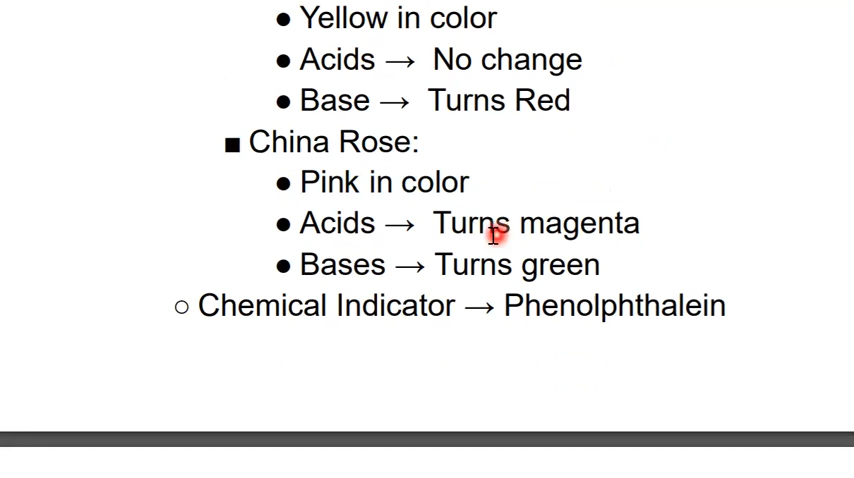 ● Yellow in color
● Acids → No change
● Base → Turns Red
■ China Rose:
● Pink in color
● Acids → Turns magenta
● Bases → Turns green
○ Chemical Indicator → Phenolphthalein